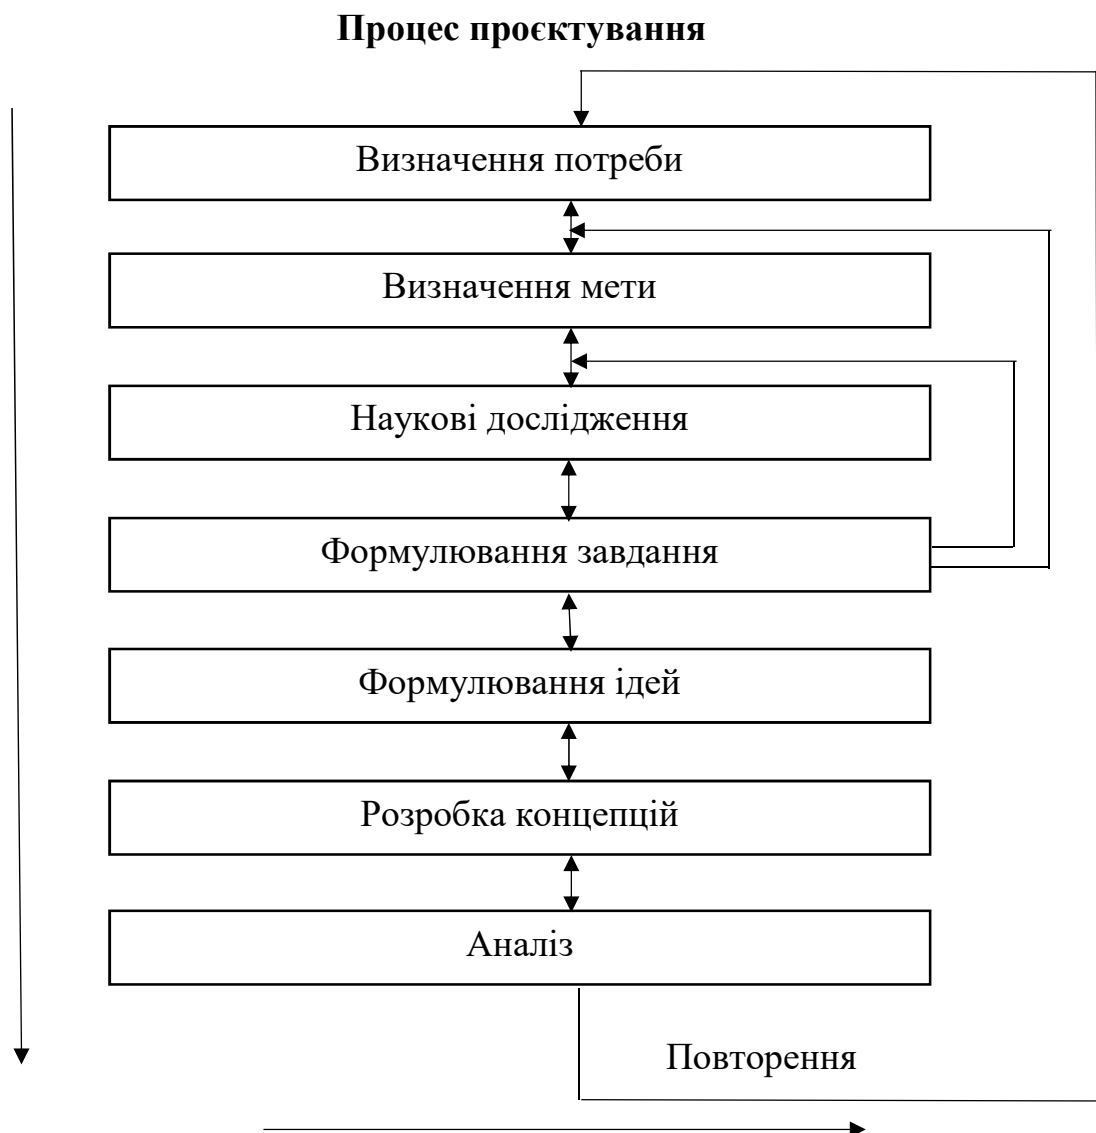 Процес проєктування
Визначення потреби
Визначення мети
Наукові дослідження
Формулювання завдання
Формулювання ідей
Розробка концепцій
Аналіз
Повторення